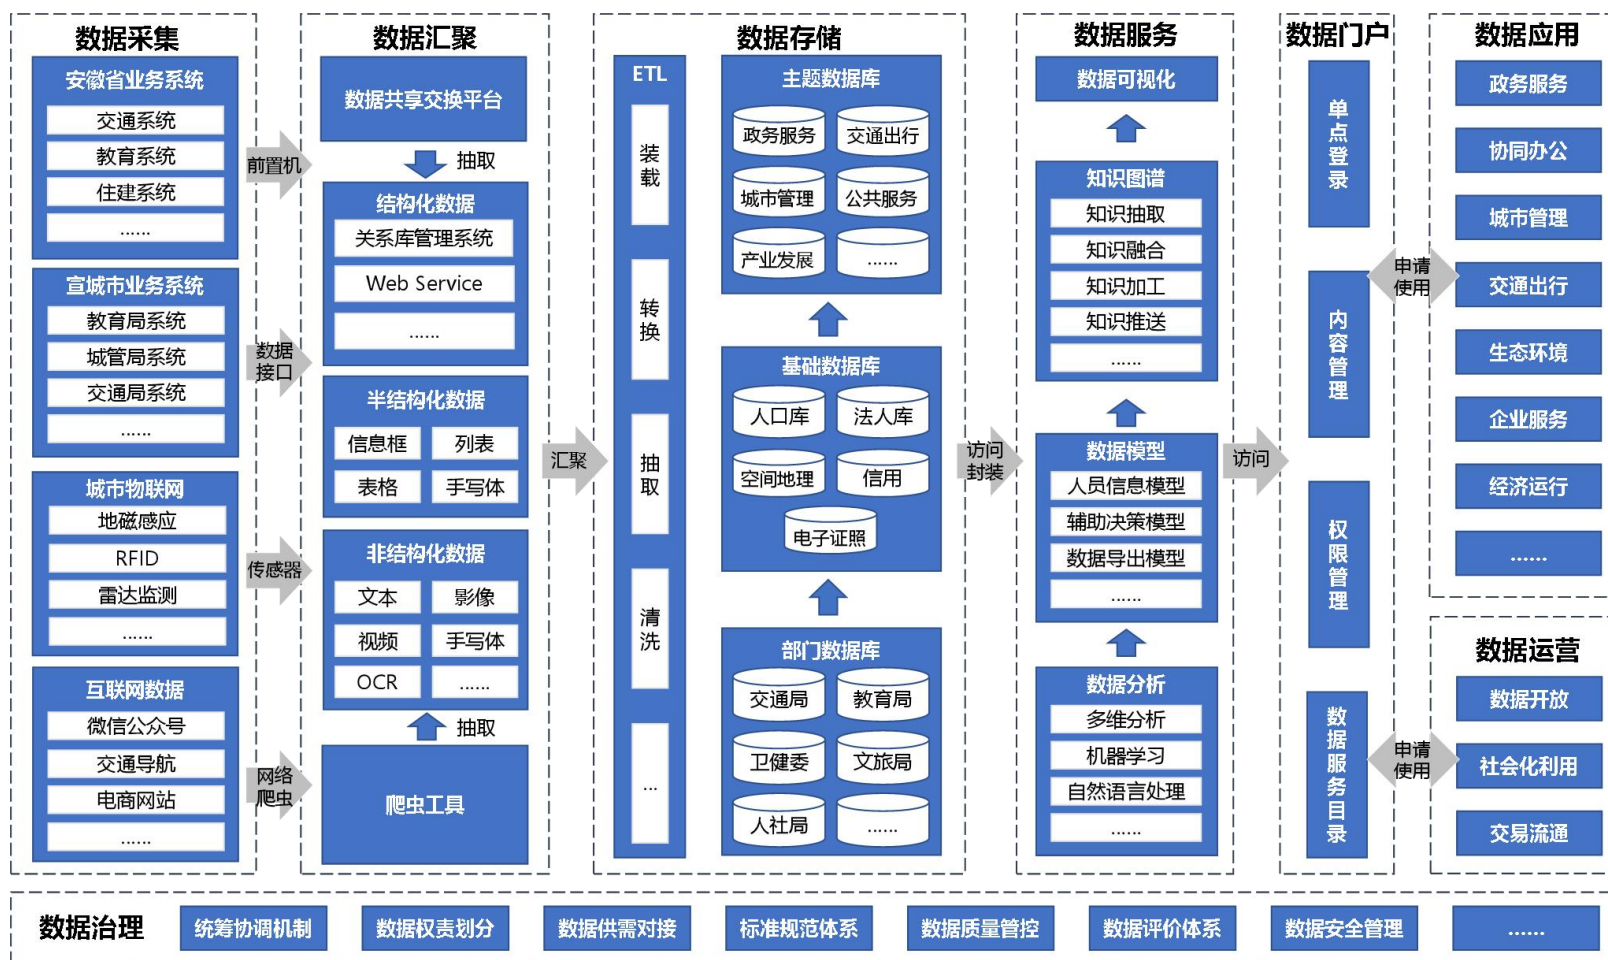 数据采集
安徽省业务系统
交通系统
教育系统
住建系统
......
宣城市业务系统
教育局系统
城管局系统
交通局系统
......
城市物联网
地磁感应
RFID
雷达监测
......
互联网数据
微信公众号
交通导航
电商网站
......
前置机
数据
接口
传感器
网络
爬虫
数据汇聚
数据共享交换平台
抽取
结构化数据
关系库管理系统
Web Service
......
半结构化数据
信息框 列表
表格 手写体
非结构化数据
文本 影像
视频 手写体
OCR ......
抽取
爬虫工具
汇聚
数据存储
ETL
装载
转换
抽取
清洗
...
主题数据库
政务服务 交通出行
城市管理 公共服务
产业发展 ......
基础数据库
人口库 法人库
空间地理 信用
电子证照
部门数据库
交通局 教育局
卫健委 文旅局
人社局 ......
访问
封装
数据服务
数据可视化
知识图谱
知识抽取
知识融合
知识加工
知识推送
......
数据模型
人员信息模型
辅助决策模型
数据导出模型
......
数据分析
多维分析
机器学习
自然语言处理
......
访问
数据门户
单点登录
内容管理
权限管理
数据服务目录
申请
使用
申请
使用
数据应用
政务服务
协同办公
城市管理
交通出行
生态环境
企业服务
经济运行
......
数据运营
数据开放
社会化利用
交易流通
数据治理 统筹协调机制 数据权责划分 数据供需对接 标准规范体系 数据质量管控 数据评价体系 数据安全管理 ......